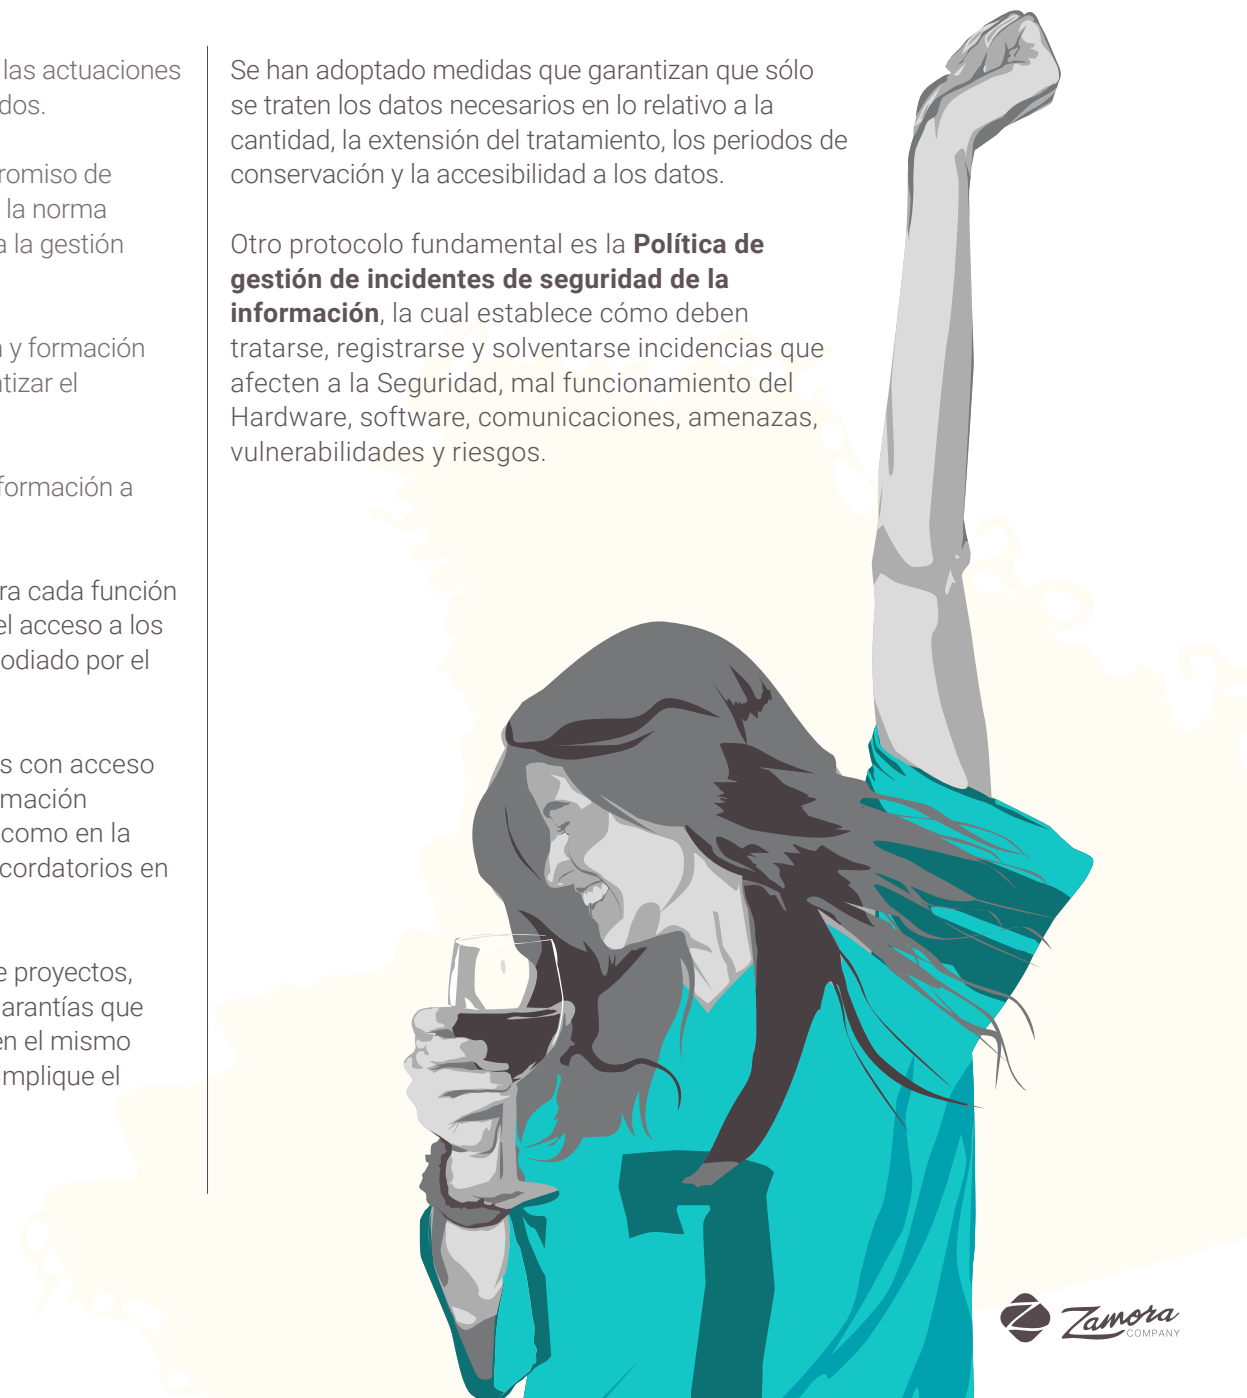 las actuaciones
dos.
romiso de
la norma
a la gestión
y formación
tizar el
formación a
ra cada función
el acceso a los
odiado por el
s con acceso
mación
como en la
cordatorios en
e proyectos,
arantías que
en el mismo
implique el
Se han adoptado medidas que garantizan que sólo
se traten los datos necesarios en lo relativo a la
cantidad, la extensión del tratamiento, los periodos de
conservación y la accesibilidad a los datos.
Otro protocolo fundamental es la Política de
gestión de incidentes de seguridad de la
información, la cual establece cómo deben
tratarse, registrarse y solventarse incidencias que
afecten a la Seguridad, mal funcionamiento del
Hardware, software, comunicaciones, amenazas,
vulnerabilidades y riesgos.
Zamora
COMPANY